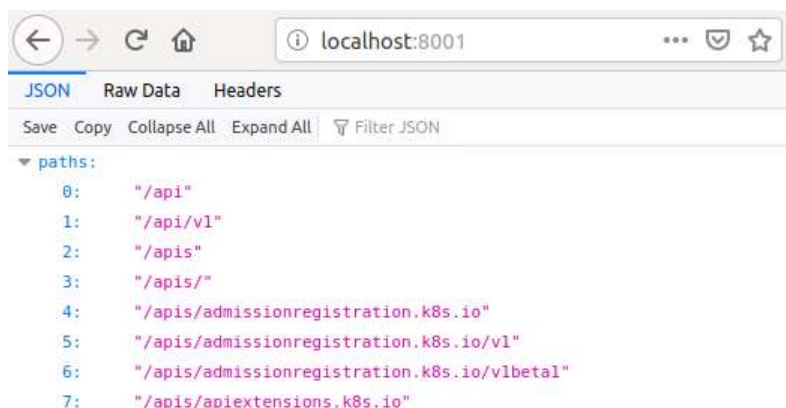 localhost:8001
JSON Raw Data Headers
Save Copy Collapse All Expand All Filter JSON
paths:
0: "/api"
1: "/api/v1"
2: "/apis"
3: "/apis/"
4: "/apis/admissionregistration.k8s.io"
5: "/apis/admissionregistration.k8s.io/v1"
6: "/apis/admissionregistration.k8s.io/v1beta1"
7: "/apis/apiextensions.k8s.io"